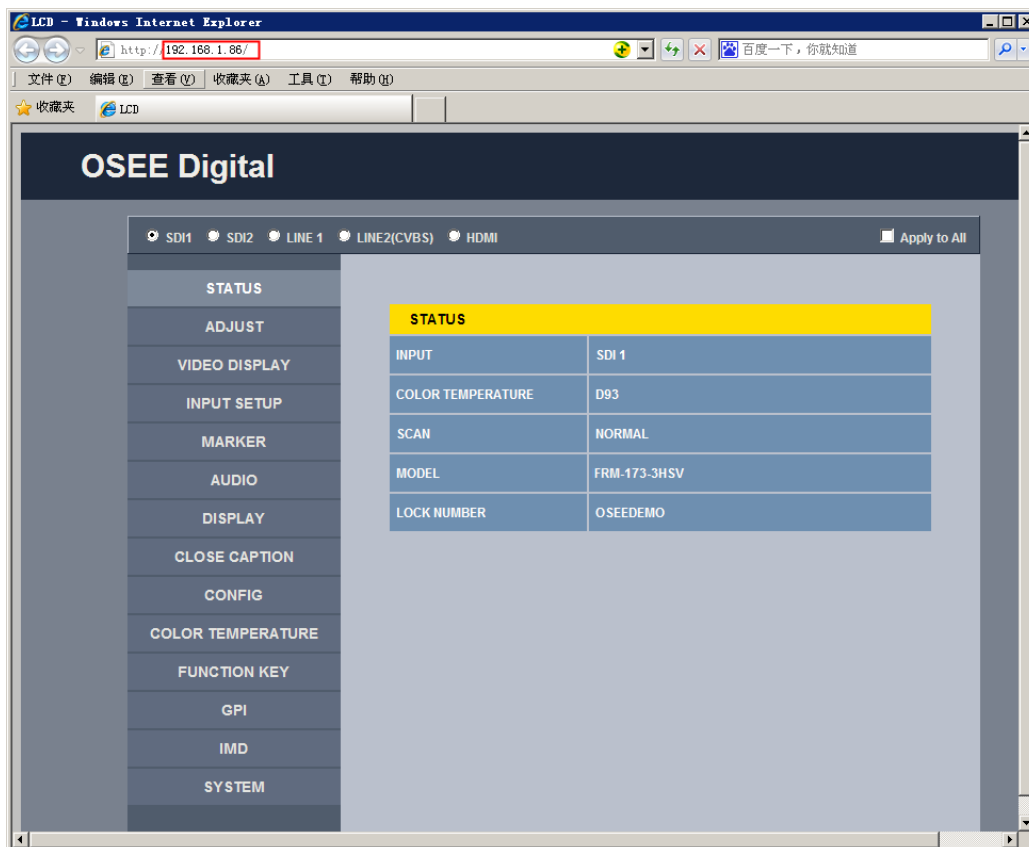 LCD - Windows Internet Explorer
http://192.168.1.86/
百度一下，你就知道
文件(F) 编辑(E) 查看(V) 收藏夹(A) 工具(T) 帮助(H)
收藏夹 LCD
OSEE Digital
SDI1 SDI2 LINE 1 LINE2(CVBS) HDMI Apply to All
STATUS
ADJUST
VIDEO DISPLAY
INPUT SETUP
MARKER
AUDIO
DISPLAY
CLOSE CAPTION
CONFIG
COLOR TEMPERATURE
FUNCTION KEY
GPI
IMD
SYSTEM
STATUS
INPUT SDI 1
COLOR TEMPERATURE D93
SCAN NORMAL
MODEL FRM-173-3HSV
LOCK NUMBER OSEEDEMO